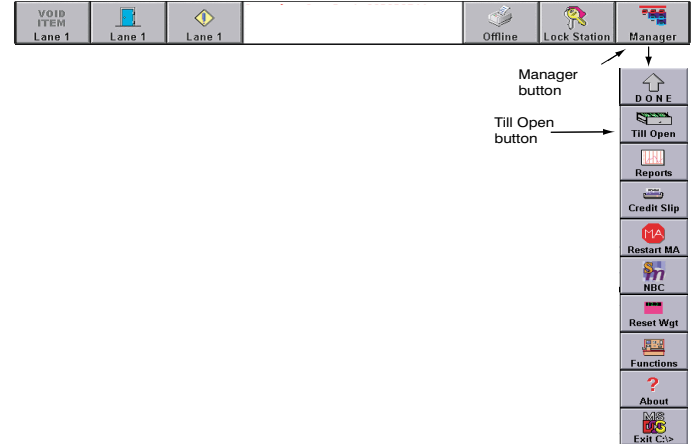 VOID
ITEM
Lane 1
Lane 1
Lane 1
Offline
Lock Station
Manager
Manager
button
DONE
Till Open
button
Till Open
Reports
Credit Slip
MA
Restart MA
NBC
Reset Wgt
Functions
?
About
MS
Exit C:\>